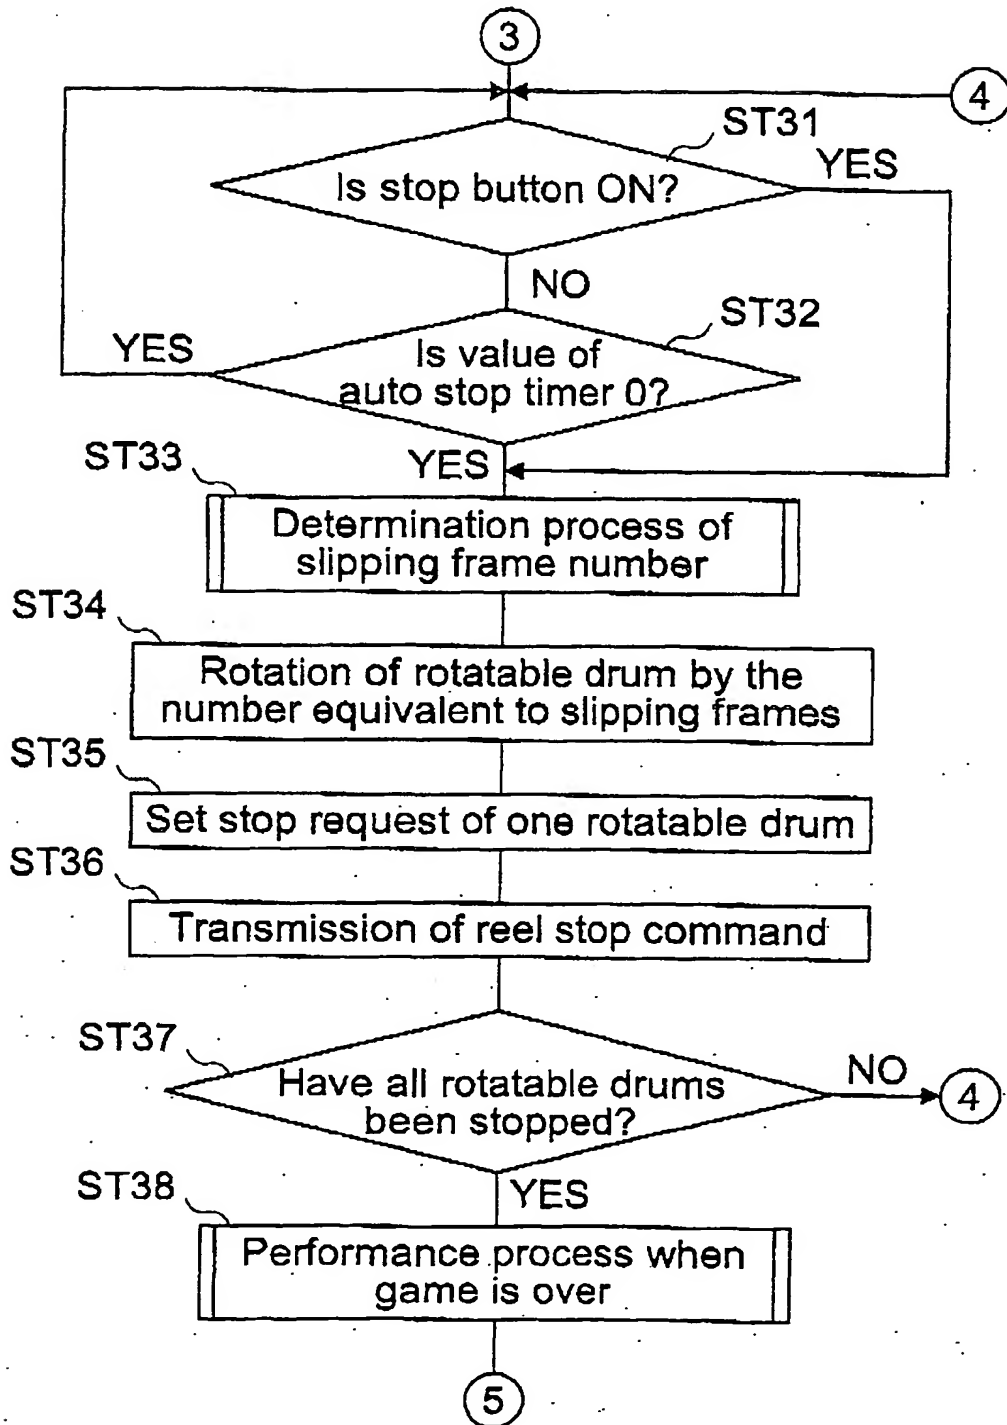 3
4
ST31
YES
Is stop button ON?
NO
ST32
YES
Is value of
auto stop timer 0?
ST33
YES
Determination process of
slipping frame number
ST34
Rotation of rotatable drum by the
number equivalent to slipping frames
ST35
Set stop request of one rotatable drum
ST36
Transmission of reel stop command
ST37
NO
Have all rotatable drums
been stopped?
4
ST38
YES
Performance process when
game is over
5